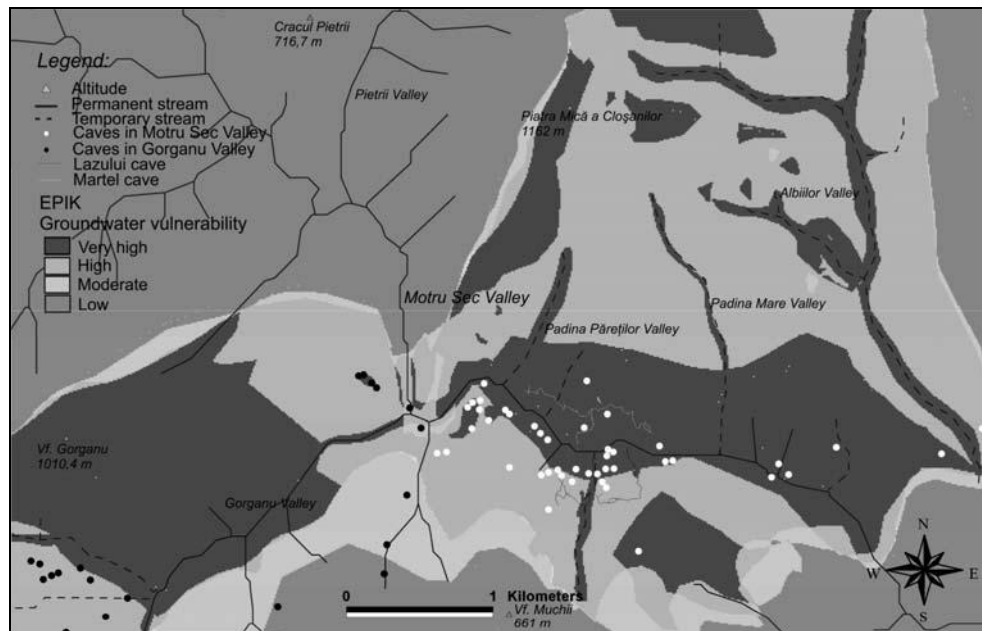 Cracul Pietrii
716,7 m
Legend:
Altitude
Permanent stream
Temporary stream
Caves in Motru Sec Valley
Caves in Gorganu Valley
Lazului cave
Martel cave
EPIK
Groundwater vulnerability
Very high
High
Moderate
Low
Pietrii Valley
Piatra Mică a Cloșanilor
1162 m
Albiilor Valley
Motru Sec Valley
Padina Mare Valley
Padina Păreților Valley
Vf. Gorganu
1010,4 m
Gorganu Valley
N
W
E
S
0
1
Kilometers
Vf. Muchii
661 m